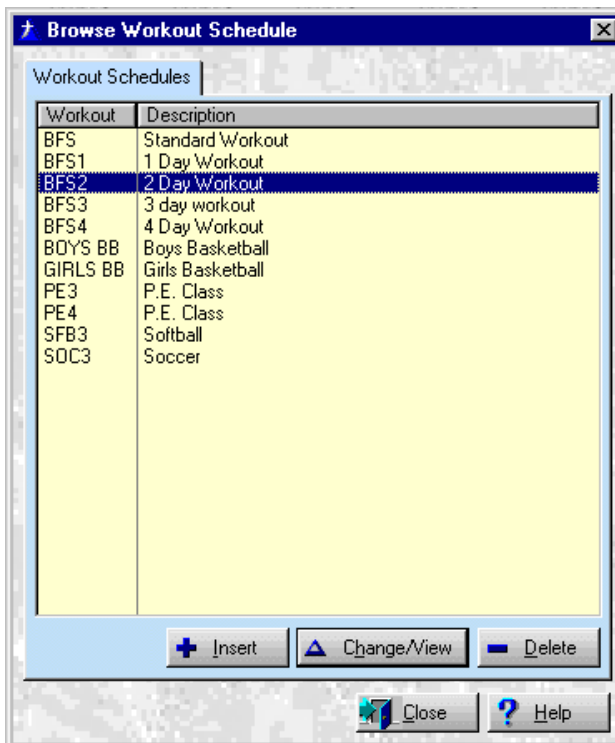 Browse Workout Schedule
Workout Schedules
Workout Description
BFS Standard Workout
BFS1 1 Day Workout
BFS2 2 Day Workout
BFS3 3 day workout
BFS4 4 Day Workout
BOYS BB Boys Basketball
GIRLS BB Girls Basketball
PE3 P.E. Class
PE4 P.E. Class
SFB3 Softball
SOC3 Soccer
Insert Change/View Delete
Close Help